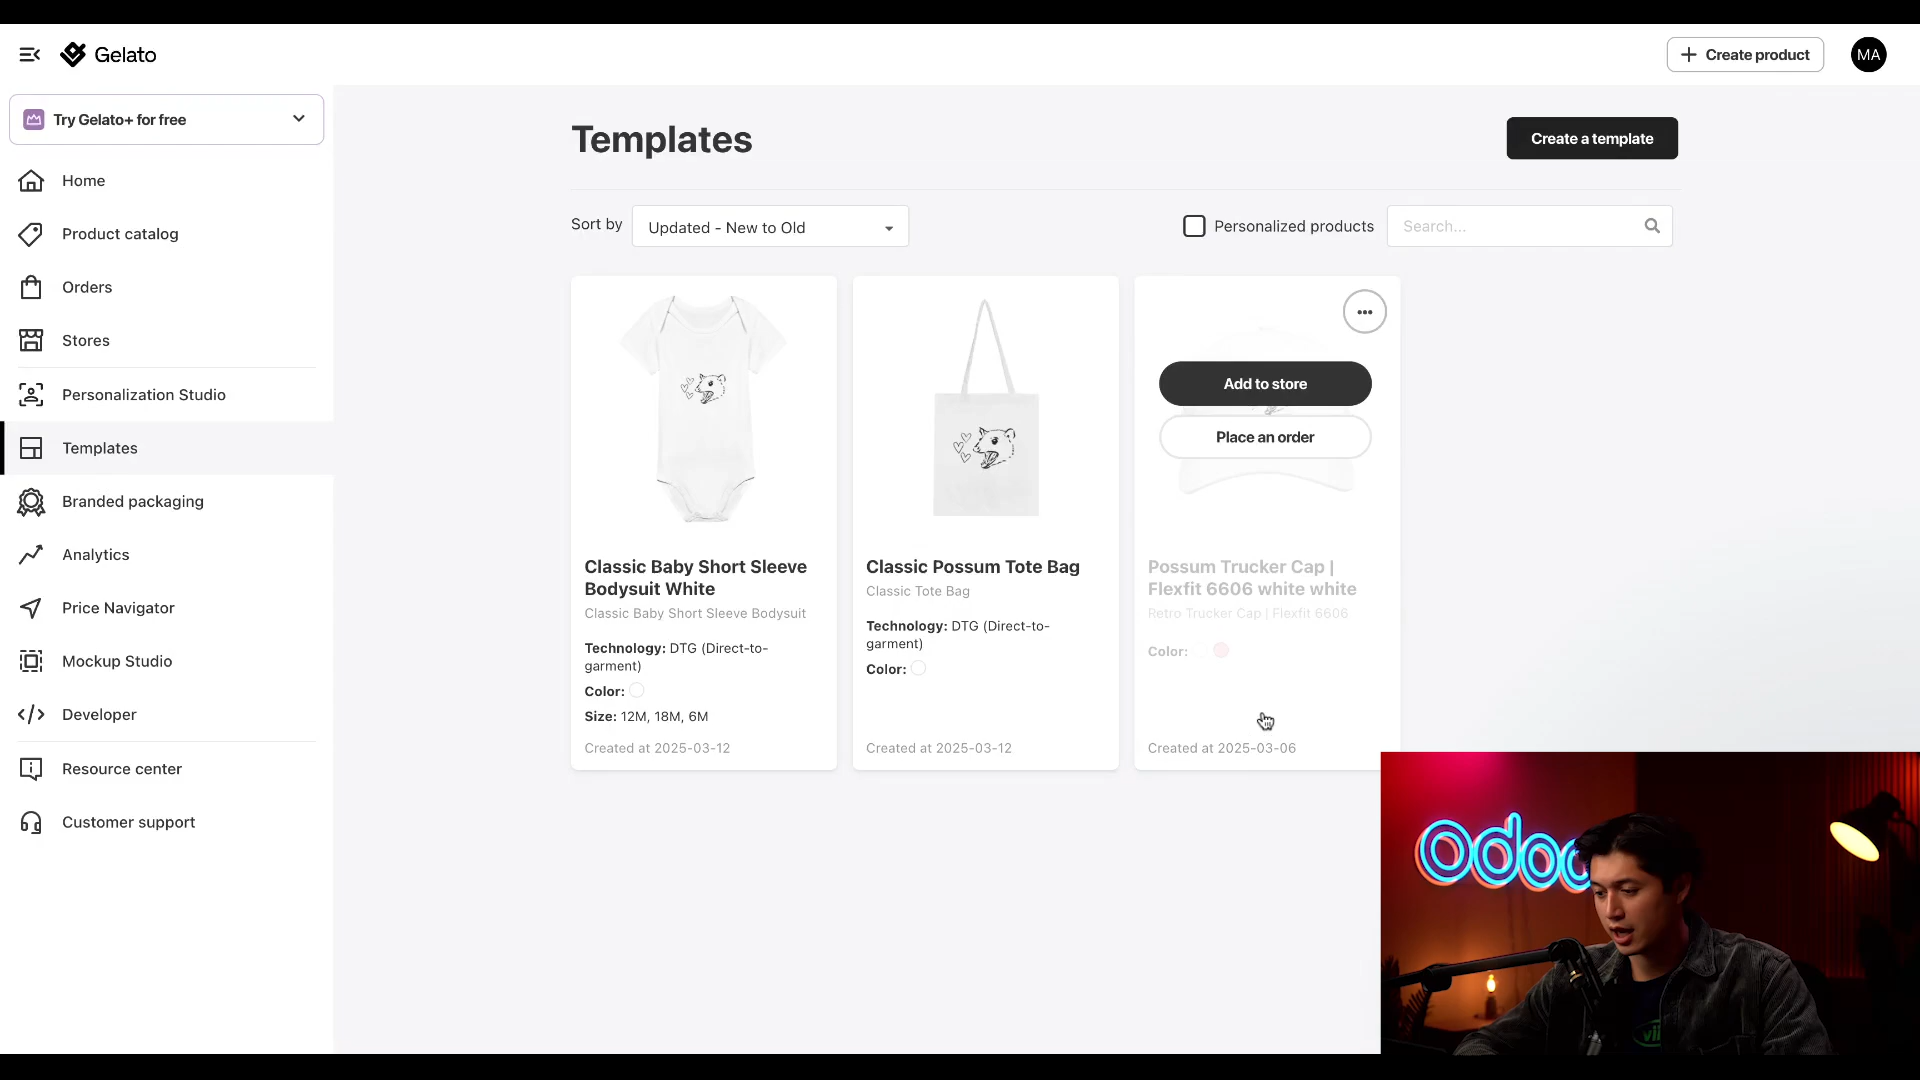 Gelato
Create product
MA
Try Gelato+ for free
Home
Product catalog
Orders
Stores
Personalization Studio
Templates
Branded packaging
Analytics
Price Navigator
Mockup Studio
Developer
Resource center
Customer support
Templates
Create a template
Sort by
Updated - New to Old
Personalized products
Search...
Classic Baby Short Sleeve
Bodysuit White
Classic Baby Short Sleeve Bodysuit
Technology: DTG (Direct-to-
garment)
Color:
Size: 12M, 18M, 6M
Created at 2025-03-12
Classic Possum Tote Bag
Classic Tote Bag
Technology: DTG (Direct-to-
garment)
Color:
Created at 2025-03-12
Add to store
Place an order
Possum Trucker Cap |
Flexfit 6606 white white
Retro Trucker Cap | Flexfit 6606
Color:
Created at 2025-03-06
odoo